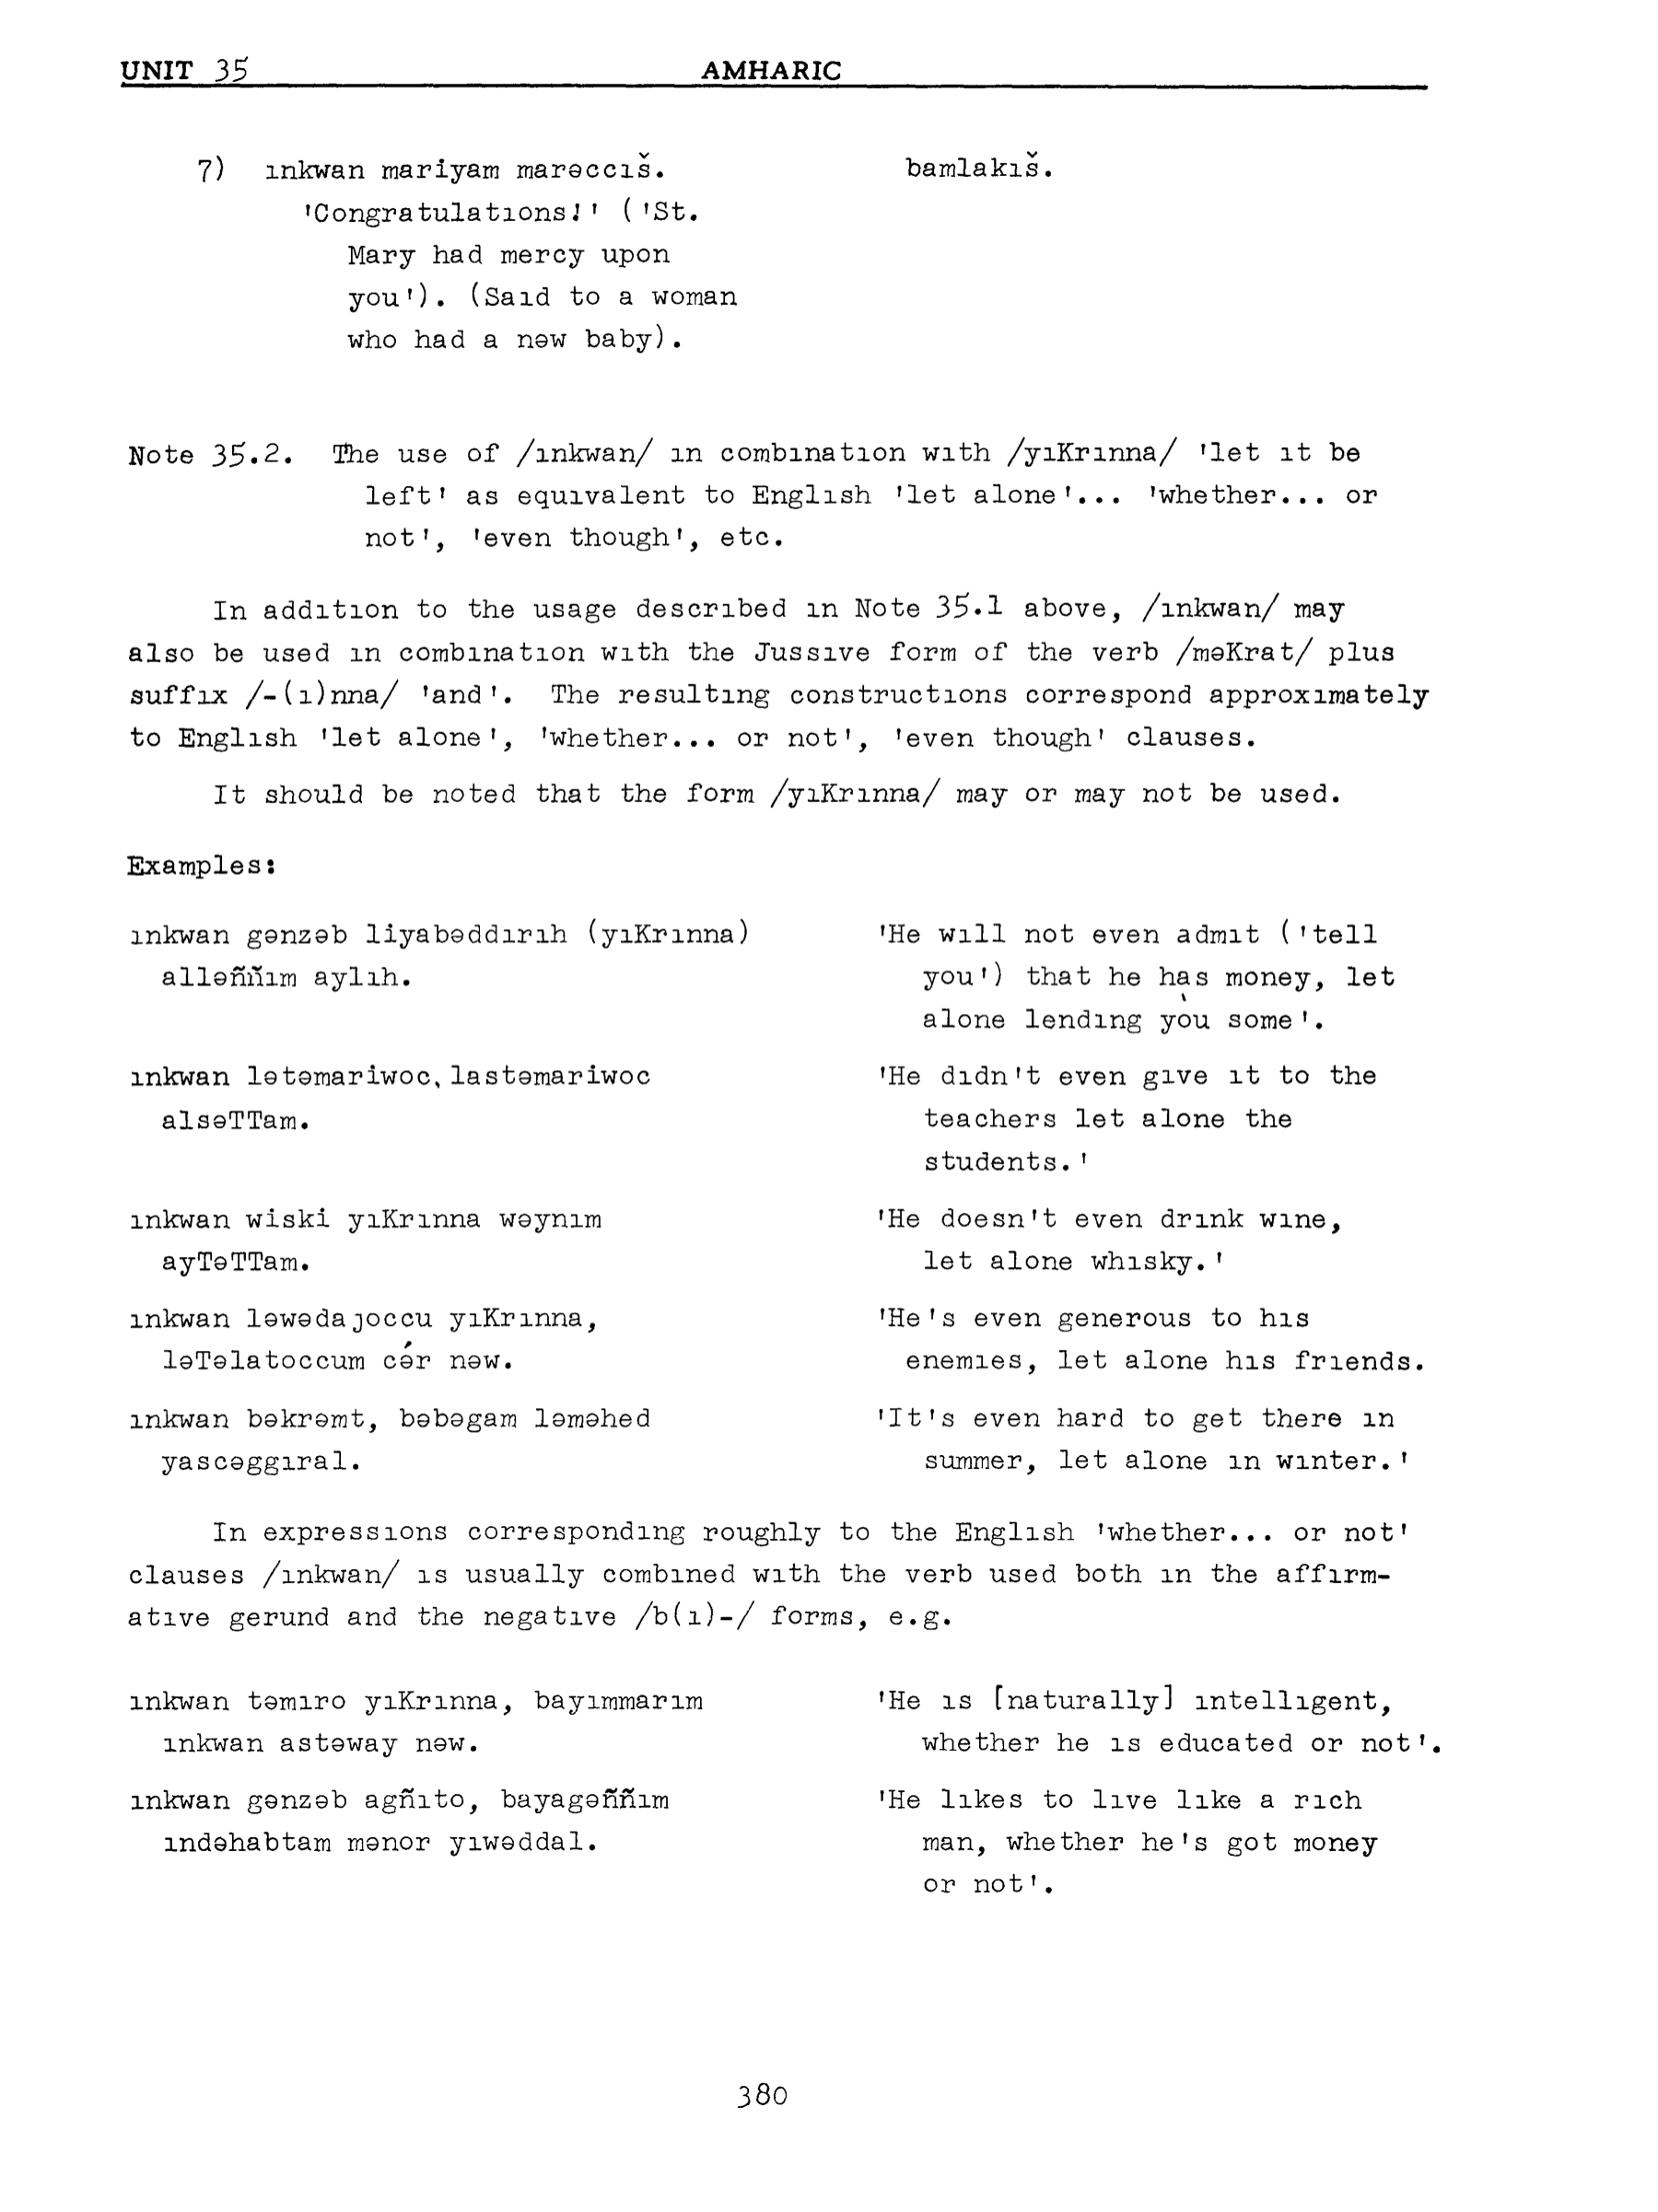 UNIT 35 AMHARIC
7) ınkwan mariyam marəccıš. bamlakıš.
'Congratulatıons!' ('St.
Mary had mercy upon
you'). (Saıd to a woman
who had a nəw baby).
Note 35.2. The use of /ınkwan/ ın combınatıon wıth /yıKrınna/ 'let ıt be
left' as equıvalent to Englısh 'let alone'... 'whether... or
not', 'even though', etc.
In addıtıon to the usage descrıbed ın Note 35.1 above, /ınkwan/ may
also be used ın combınatıon wıth the Jussıve form of the verb /məKrat/ plus
suffıx /-(ı)nna/ 'and'. The resultıng constructıons correspond approxımately
to Englısh 'let alone', 'whether... or not', 'even though' clauses.
It should be noted that the form /yıKrınna/ may or may not be used.
Examples:
ınkwan gənzəb liyabəddırıh (yıKrınna) 'He wıll not even admıt ('tell
alləññım aylıh. you') that he has money, let
alone lendıng you some'.
ınkwan lətəmariwoc, lastəmariwoc 'He dıdn't even gıve ıt to the
alsəTTam. teachers let alone the
students.'
ınkwan wiski yıKrınna wəynım 'He doesn't even drınk wıne,
ayTəTTam. let alone whısky.'
ınkwan ləwədaȷoccu yıKrınna, 'He's even generous to hıs
ləTəlatoccum cə́r nəw. enemıes, let alone hıs frıends.
ınkwan bəkrəmt, bəbəgam ləməhed 'It's even hard to get there ın
yascəggıral. summer, let alone ın wınter.'
In expressıons correspondıng roughly to the Englısh 'whether... or not'
clauses /ınkwan/ ıs usually combıned wıth the verb used both ın the affırm-
atıve gerund and the negatıve /b(ı)-/ forms, e.g.
ınkwan təmıro yıKrınna, bayımmarım 'He ıs [naturally] ıntellıgent,
ınkwan astəway nəw. whether he ıs educated or not'.
ınkwan gənzəb agñıto, bayagəññım 'He lıkes to lıve lıke a rıch
ındəhabtam mənor yıwəddal. man, whether he's got money
or not'.
380